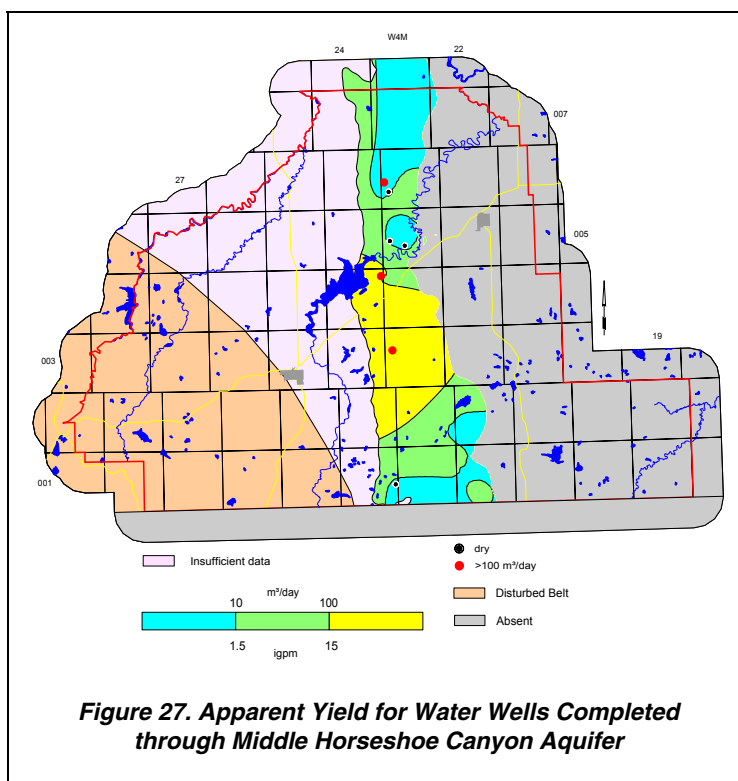 W4M
24
22
007
27
005
19
003
001
Insufficient data
dry
>100 m³/day
m³/day
10
100
Disturbed Belt
Absent
1.5
igpm
15
Figure 27. Apparent Yield for Water Wells Completed
through Middle Horseshoe Canyon Aquifer